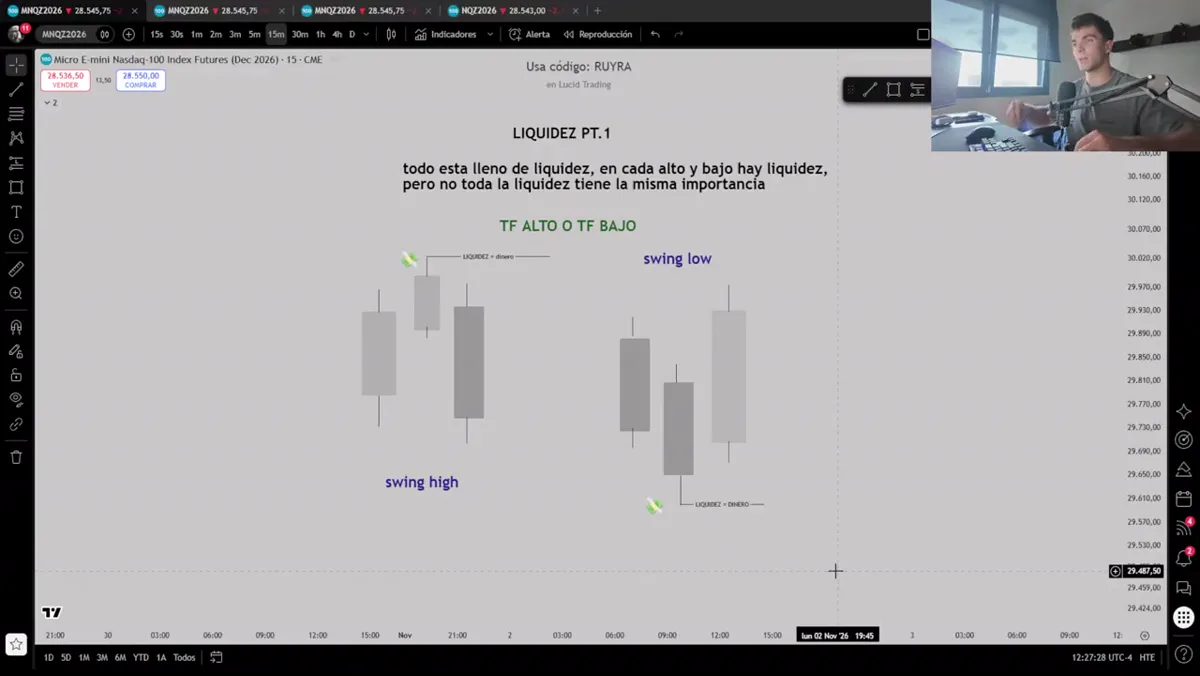 MNQZ2026 ▼ 28.545,75
MNQZ2026 ▼ 28.545,75
MNQZ2026 ▼ 28.545,75
NQZ2026 ▼ 28.543,00
11
MNQZ2026
15s 30s 1m 2m 3m 5m 15m 30m 1h 4h D
Indicadores
Alerta
Reproducción
Micro E-mini Nasdaq-100 Index Futures (Dec 2026) · 15 · CME
28.536,50
VENDER
13,50
28.550,00
COMPRAR
2
Usa código: RUYRA
en Lucid Trading
LIQUIDEZ PT.1
todo esta lleno de liquidez, en cada alto y bajo hay liquidez,
pero no toda la liquidez tiene la misma importancia
TF ALTO O TF BAJO
LIQUIDEZ = dinero
swing low
swing high
LIQUIDEZ = DINERO
30.200,00
30.160,00
30.120,00
30.070,00
30.020,00
29.970,00
29.930,00
29.890,00
29.850,00
29.810,00
29.770,00
29.730,00
29.690,00
29.650,00
29.610,00
29.570,00
29.530,00
29.487,50
29.459,00
29.424,00
4
2
21:00 30 03:00 06:00 09:00 12:00 15:00 Nov 21:00 2 03:00 06:00 09:00 12:00 15:00 lun 02 Nov '26 19:45 3 03:00 06:00 09:00 12:
1D 5D 1M 3M 6M YTD 1A Todos
12:27:28 UTC-4 HTE